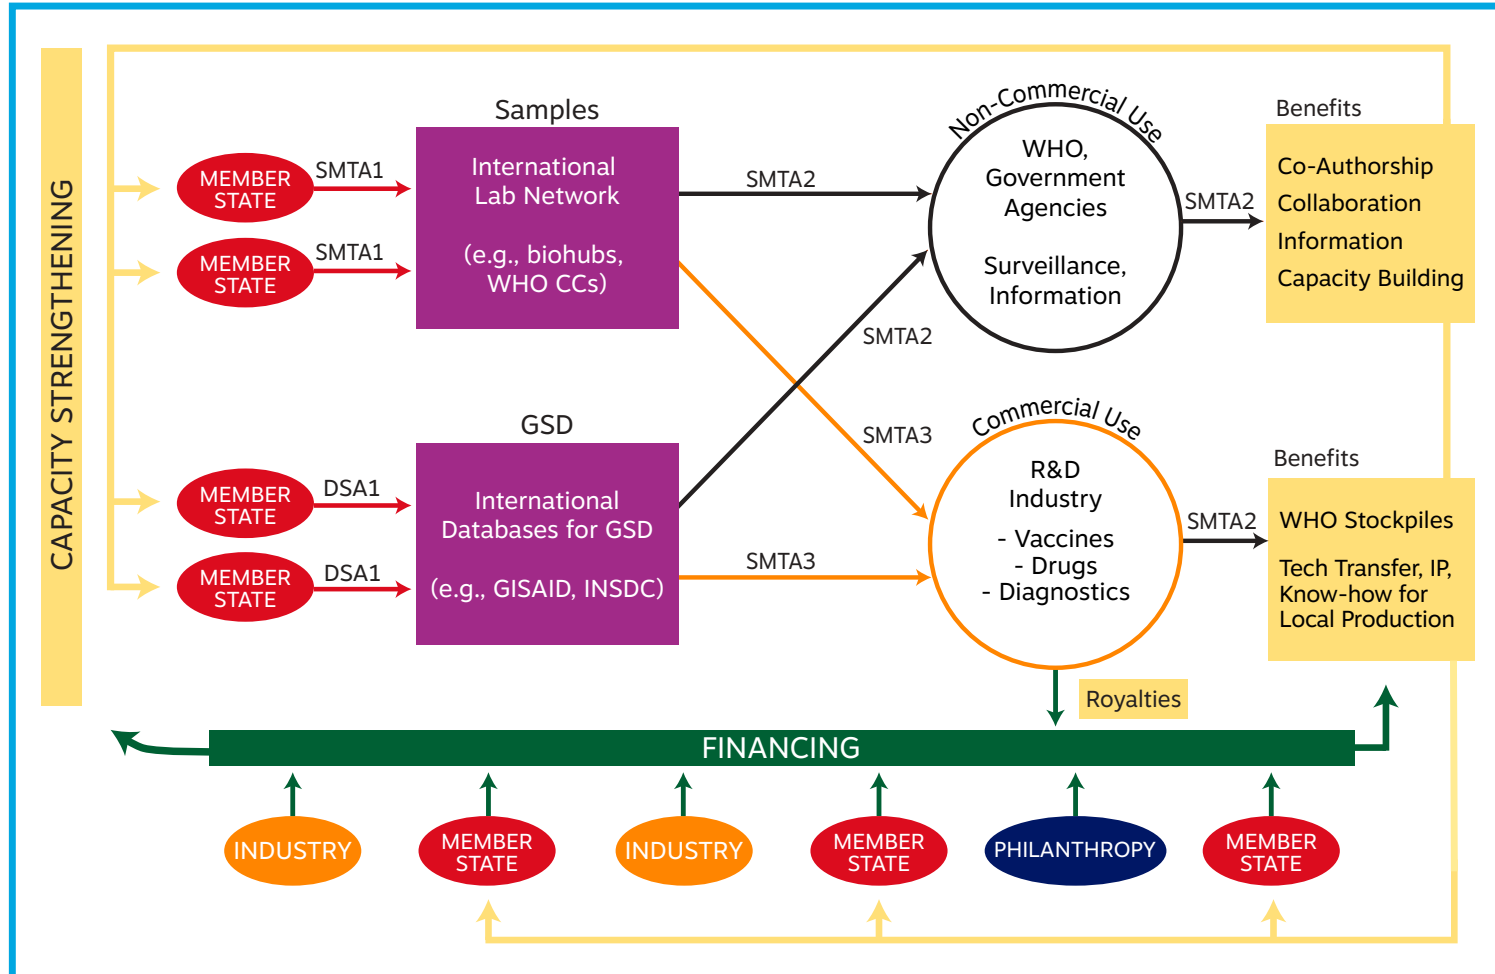 CAPACITY STRENGTHENING
Samples
MEMBER
STATE
SMTA1
MEMBER
STATE
SMTA1
International
Lab Network
(e.g., biohubs,
WHO CCs)
SMTA2
SMTA2
SMTA3
Non-Commercial Use
WHO,
Government
Agencies
Surveillance,
Information
SMTA2
Benefits
Co-Authorship
Collaboration
Information
Capacity Building
GSD
MEMBER
STATE
DSA1
MEMBER
STATE
DSA1
International
Databases for GSD
(e.g., GISAID, INSDC)
SMTA3
Commercial Use
R&D
Industry
- Vaccines
- Drugs
- Diagnostics
SMTA2
Benefits
WHO Stockpiles
Tech Transfer, IP,
Know-how for
Local Production
Royalties
FINANCING
INDUSTRY
MEMBER
STATE
INDUSTRY
MEMBER
STATE
PHILANTHROPY
MEMBER
STATE